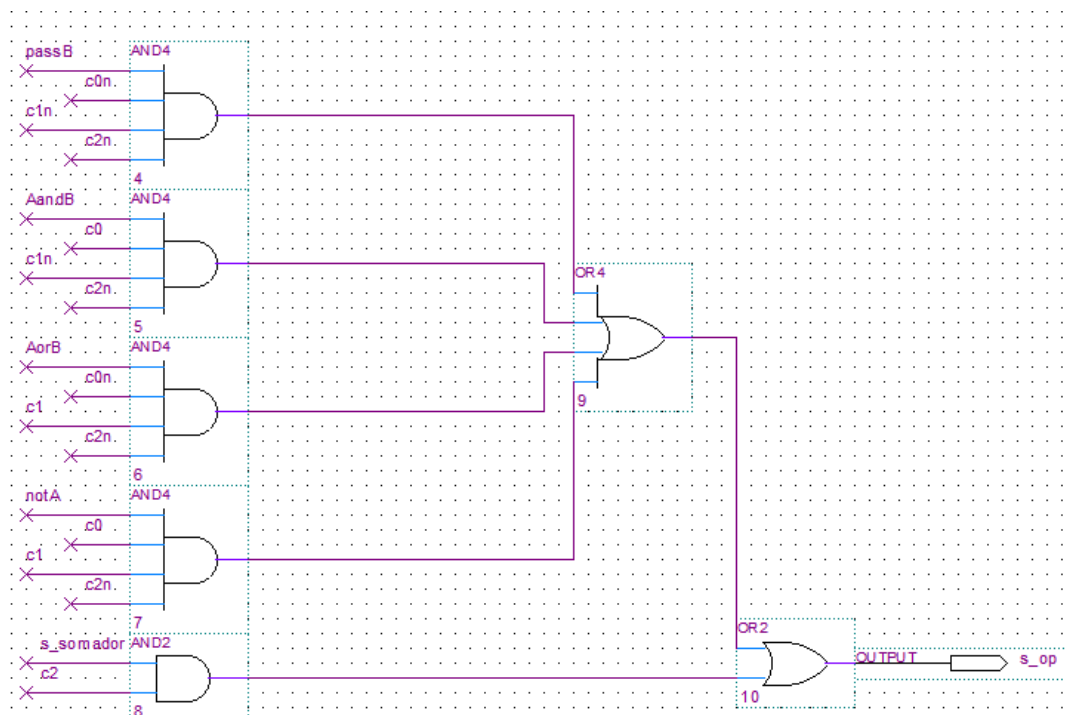 passB
AND4
c0n
c1n
c2n
4
AandB
AND4
c0
c1n
c2n
5
AorB
AND4
c0n
c1
c2n
6
notA
AND4
c0
c1
c2n
7
s_somador
AND2
c2
8
OR4
9
OR2
10
OUTPUT
s_op